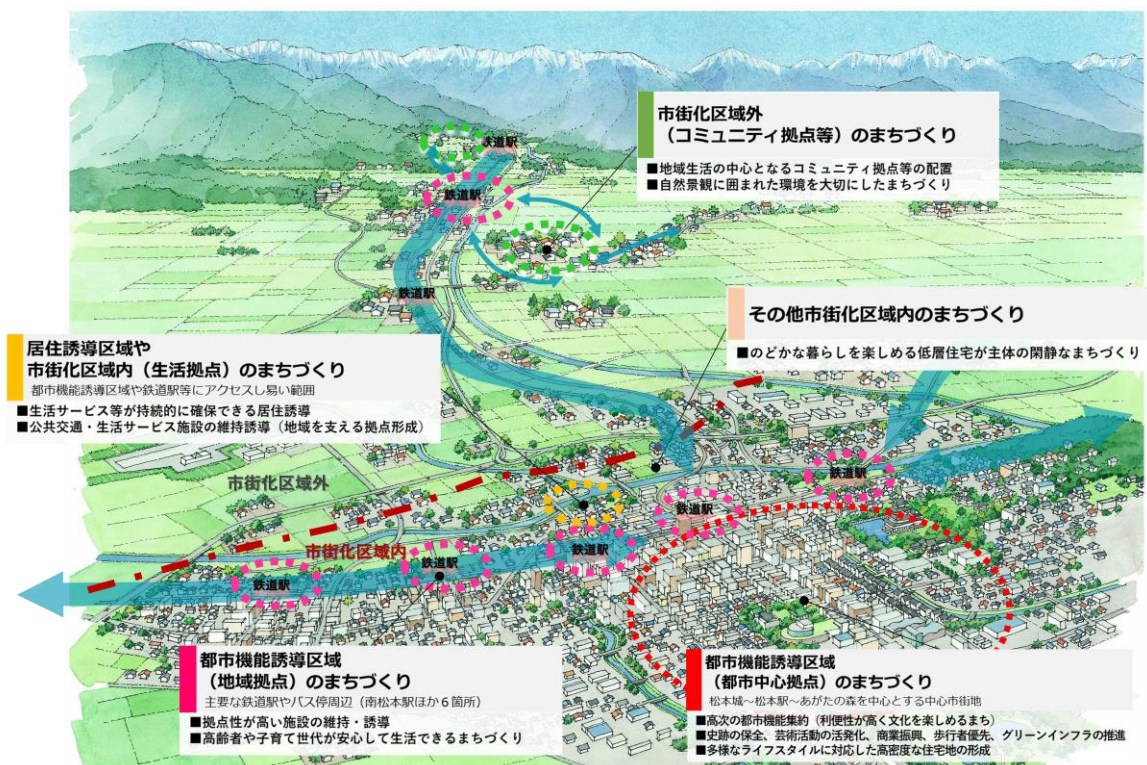 市街化区域外
（コミュニティ拠点等）のまちづくり
■地域生活の中心となるコミュニティ拠点等の配置
■自然景観に囲まれた環境を大切にしたまちづくり
鉄道駅
鉄道駅
鉄道駅
その他市街化区域内のまちづくり
■のどかな暮らしを楽しめる低層住宅が主体の閑静なまちづくり
居住誘導区域や
市街化区域内（生活拠点）のまちづくり
都市機能誘導区域や鉄道駅等にアクセスし易い範囲
■生活サービス等が持続的に確保できる居住誘導
■公共交通・生活サービス施設の維持誘導（地域を支える拠点形成）
市街化区域外
市街化区域内
鉄道駅
鉄道駅
鉄道駅
鉄道駅
鉄道駅
都市機能誘導区域
（地域拠点）のまちづくり
主要な鉄道駅やバス停周辺（南松本駅ほか６箇所）
■拠点性が高い施設の維持・誘導
■高齢者や子育て世代が安心して生活できるまちづくり
都市機能誘導区域
（都市中心拠点）のまちづくり
松本城～松本駅～あがたの森を中心とする中心市街地
■高次の都市機能集約（利便性が高く文化を楽しめるまち）
■史跡の保全、芸術活動の活発化、商業振興、歩行者優先、グリーンインフラの推進
■多様なライフスタイルに対応した高密度な住宅地の形成